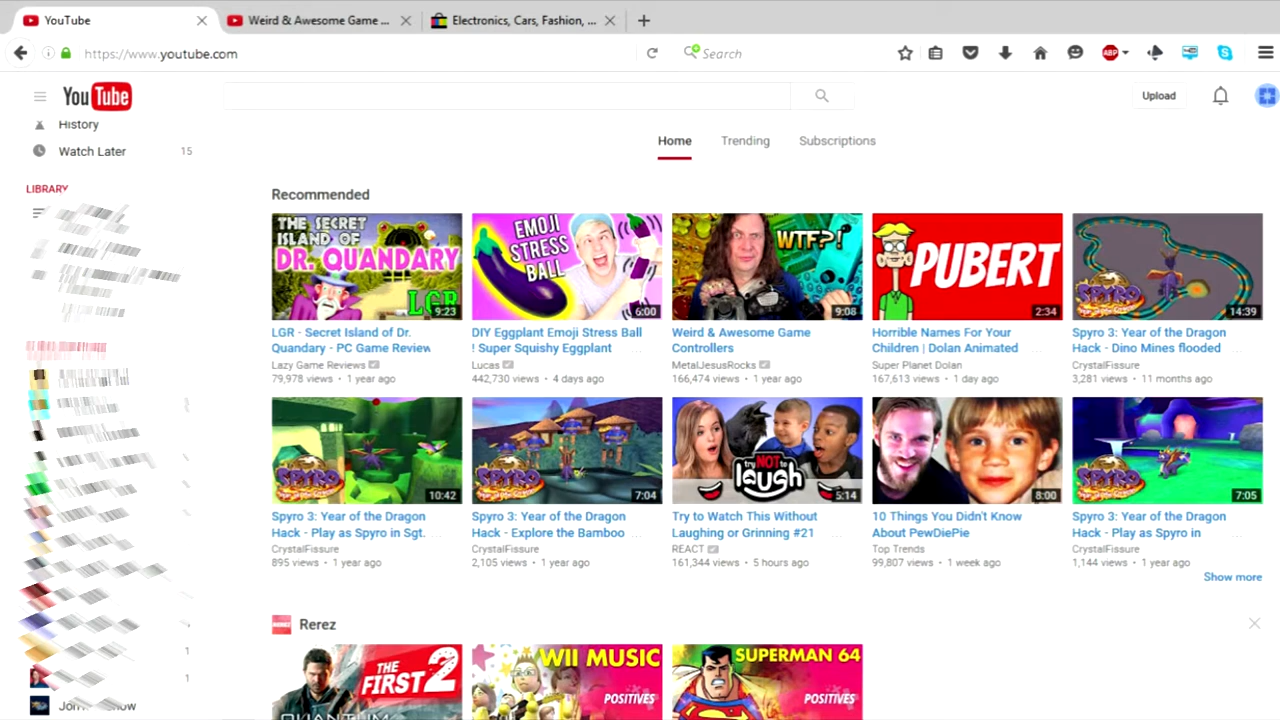 YouTube
Weird & Awesome Game ...
Electronics, Cars, Fashion, ...
https://www.youtube.com
Search
ABP
YouTube
Upload
History
Watch Later 15
Home Trending Subscriptions
LIBRARY
Recommended
THE SECRET
ISLAND OF
DR. QUANDARY
LGR
9:23
EMOJI
STRESS
BALL
6:00
WTF?!
9:08
PUBERT
2:34
SPYRO
14:39
LGR - Secret Island of Dr.
Quandary - PC Game Review
Lazy Game Reviews
79,978 views • 1 year ago
DIY Eggplant Emoji Stress Ball
! Super Squishy Eggplant
Lucas
442,730 views • 4 days ago
Weird & Awesome Game
Controllers
MetalJesusRocks
166,474 views • 1 year ago
Horrible Names For Your
Children | Dolan Animated
Super Planet Dolan
167,613 views • 1 day ago
Spyro 3: Year of the Dragon
Hack - Dino Mines flooded
CrystalFissure
3,281 views • 11 months ago
SPYRO
10:42
SPYRO
7:04
try NOT to
laugh
5:14
8:00
SPYRO
7:05
Spyro 3: Year of the Dragon
Hack - Play as Spyro in Sgt.
CrystalFissure
895 views • 1 year ago
Spyro 3: Year of the Dragon
Hack - Explore the Bamboo
CrystalFissure
2,105 views • 1 year ago
Try to Watch This Without
Laughing or Grinning #21
REACT
161,344 views • 5 hours ago
10 Things You Didn't Know
About PewDiePie
Top Trends
99,807 views • 1 week ago
Spyro 3: Year of the Dragon
Hack - Play as Spyro in
CrystalFissure
1,144 views • 1 year ago
Show more
Rerez
THE
FIRST 2
QUANTUM
WII MUSIC
POSITIVES
SUPERMAN 64
POSITIVES
1
1